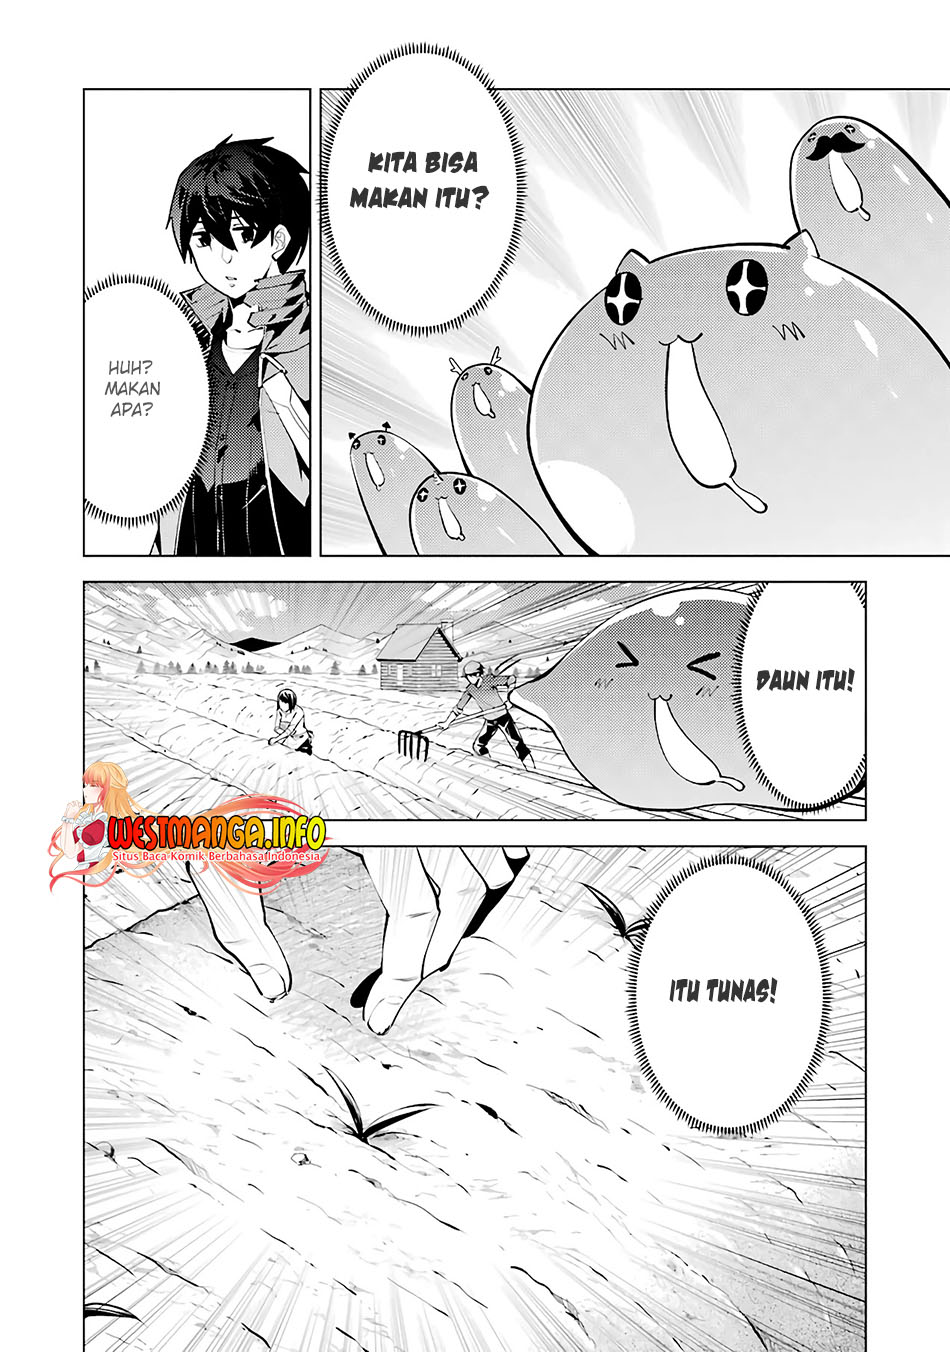 KITA BISA
MAKAN ITU?
HUH?
MAKAN
APA?
DAUN ITU!
WESTMANGA.INFO
Situs Baca Komik Berbahasa Indonesia
ITU TUNAS!